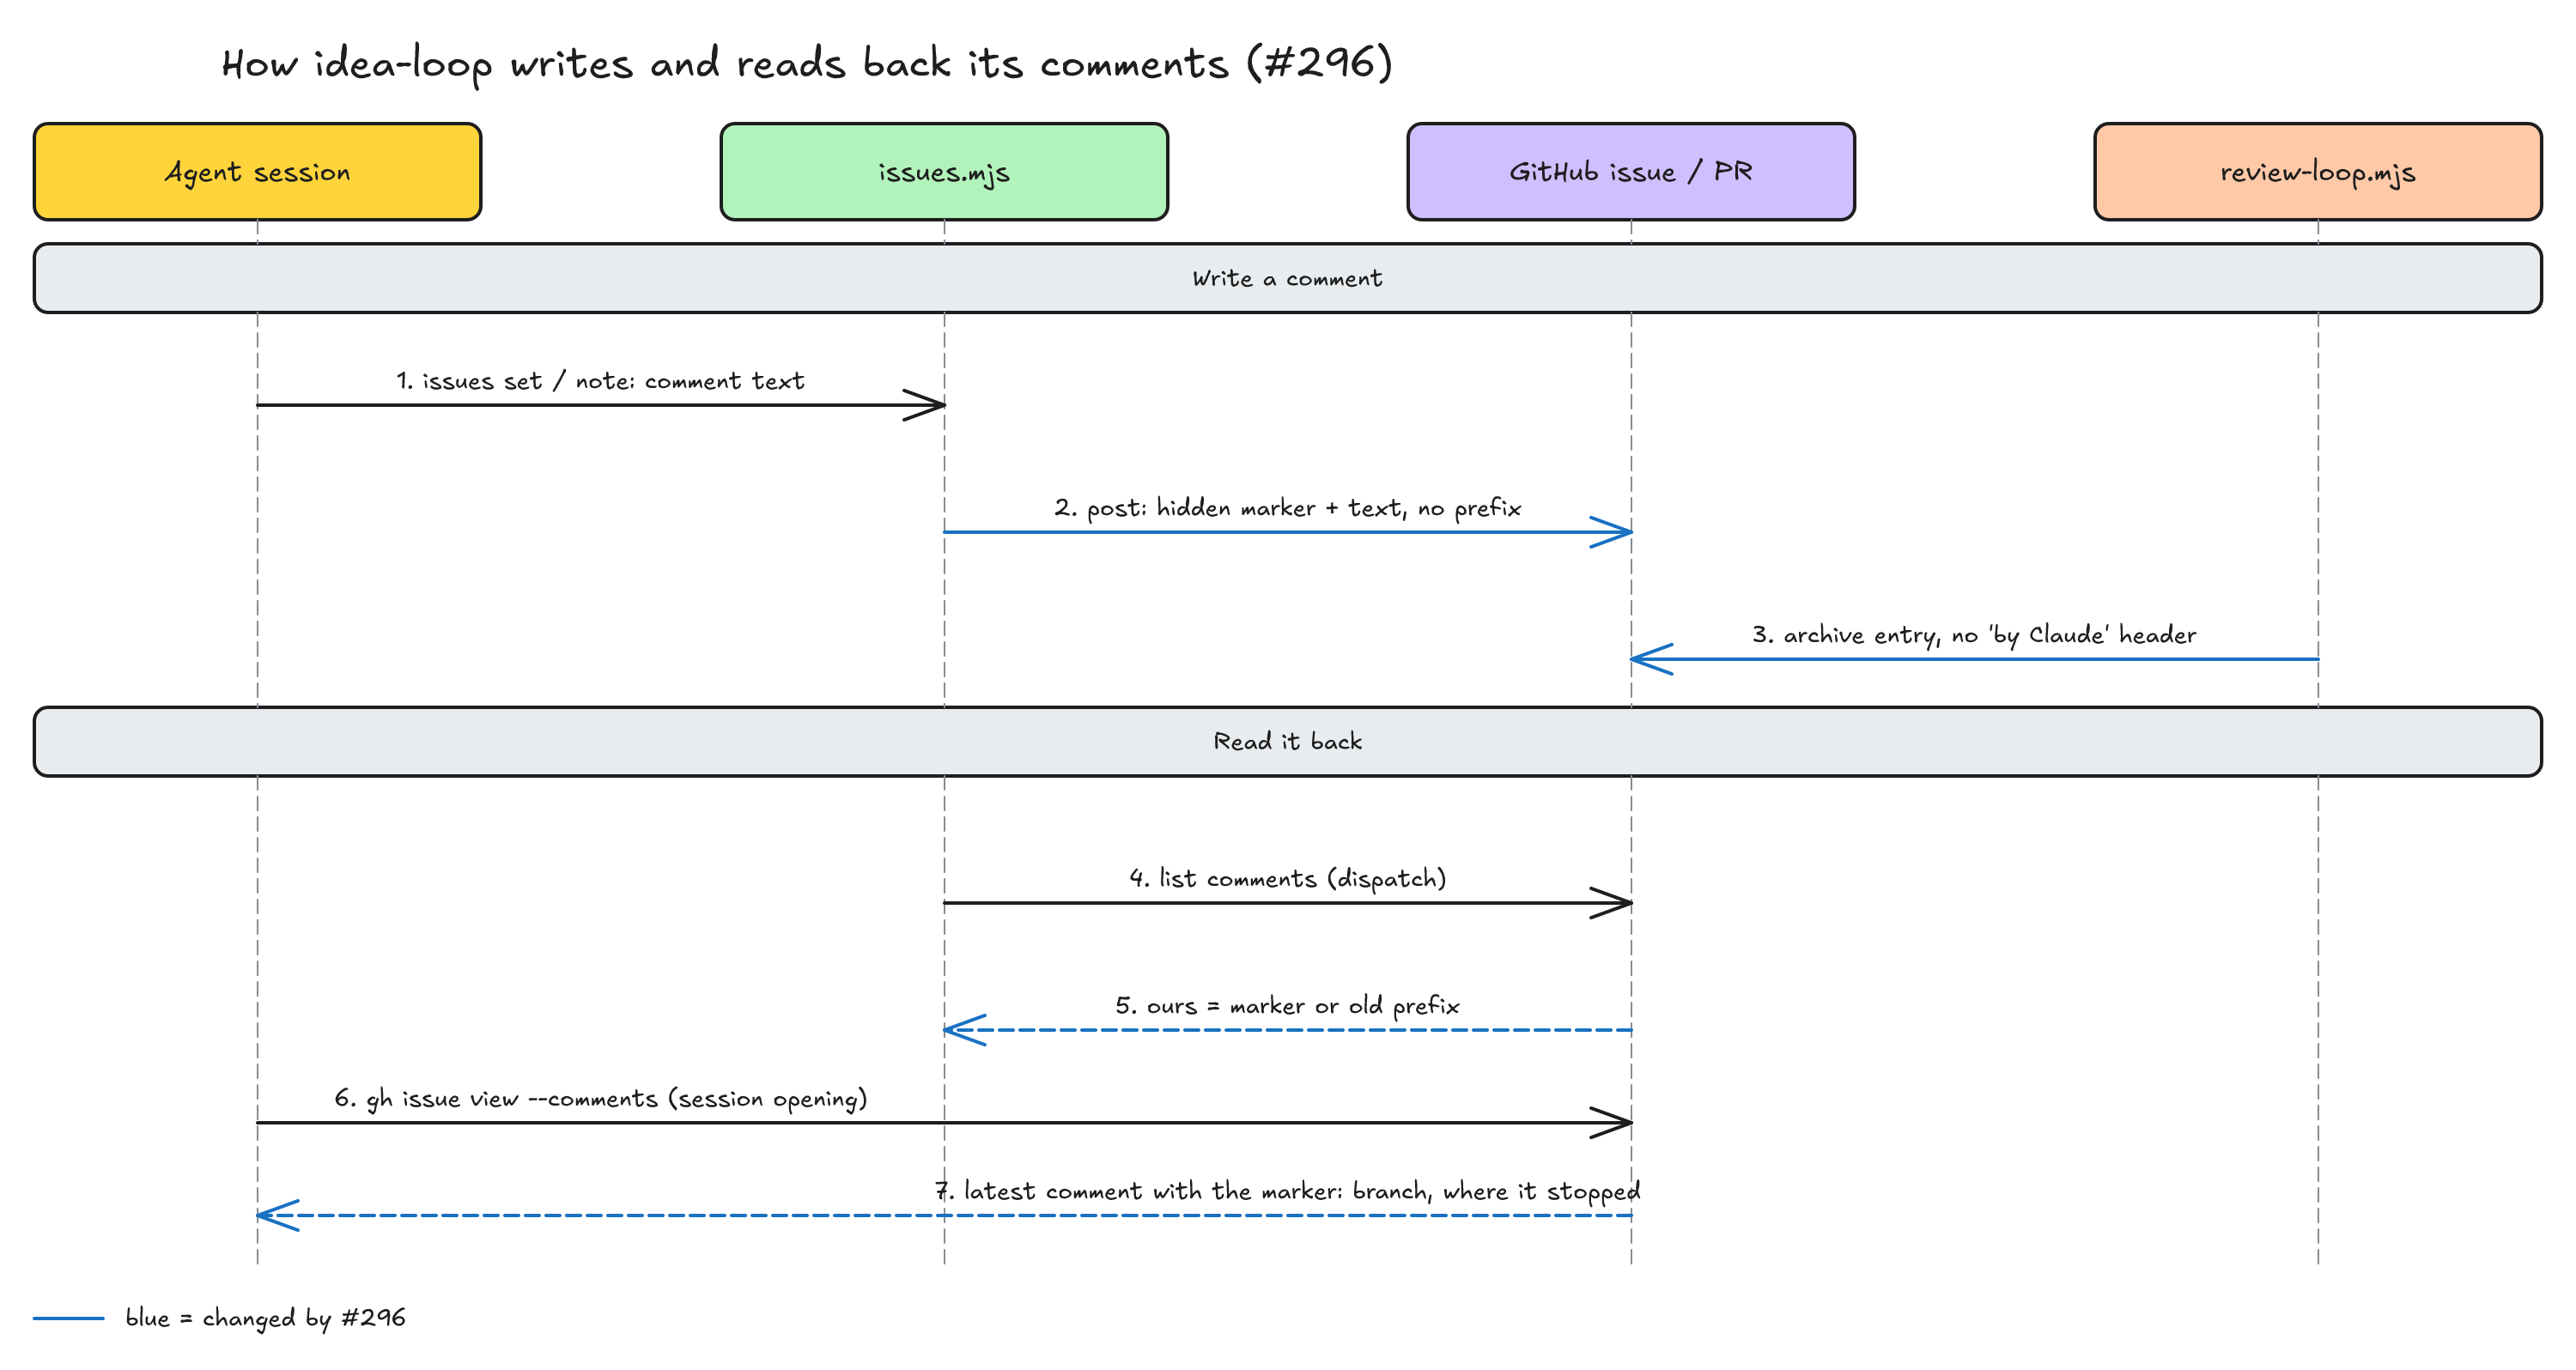 How idea-loop writes and reads back its comments (#296)
Agent session
issues.mjs
GitHub issue / PR
review-loop.mjs
Write a comment
1. issues set / note: comment text
2. post: hidden marker + text, no prefix
3. archive entry, no 'by Claude' header
Read it back
4. list comments (dispatch)
5. ours = marker or old prefix
6. gh issue view --comments (session opening)
7. latest comment with the marker: branch, where it stopped
blue = changed by #296